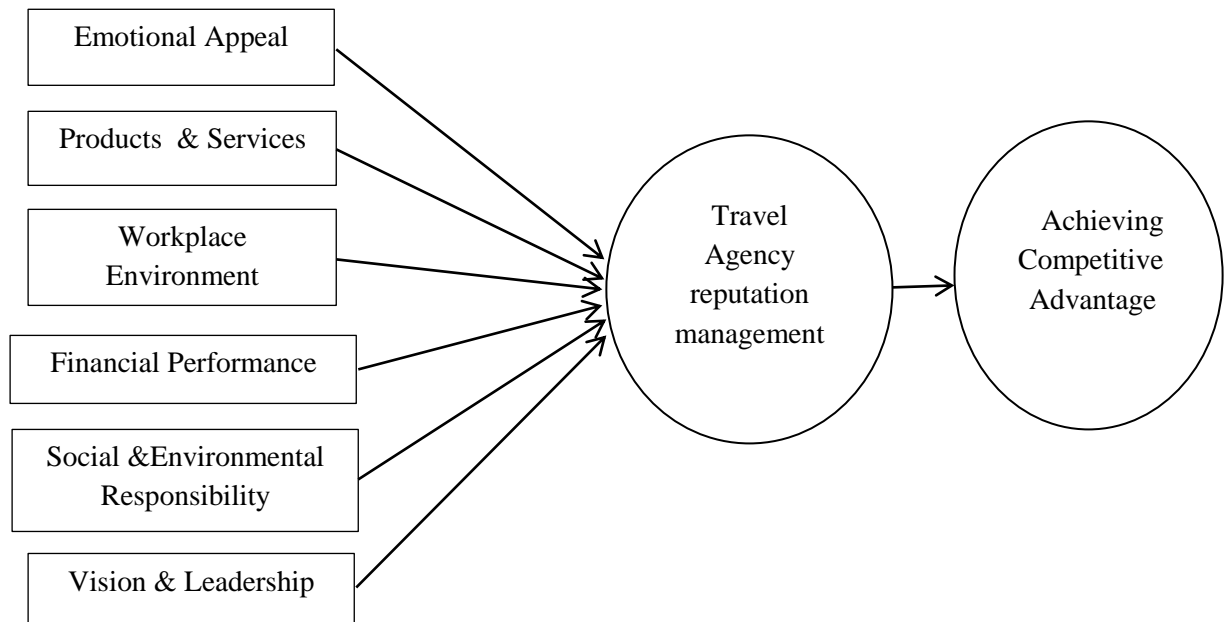 Emotional Appeal
Products & Services
Workplace
Environment
Financial Performance
Social &Environmental
Responsibility
Vision & Leadership
Travel
Agency
reputation
management
Achieving
Competitive
Advantage